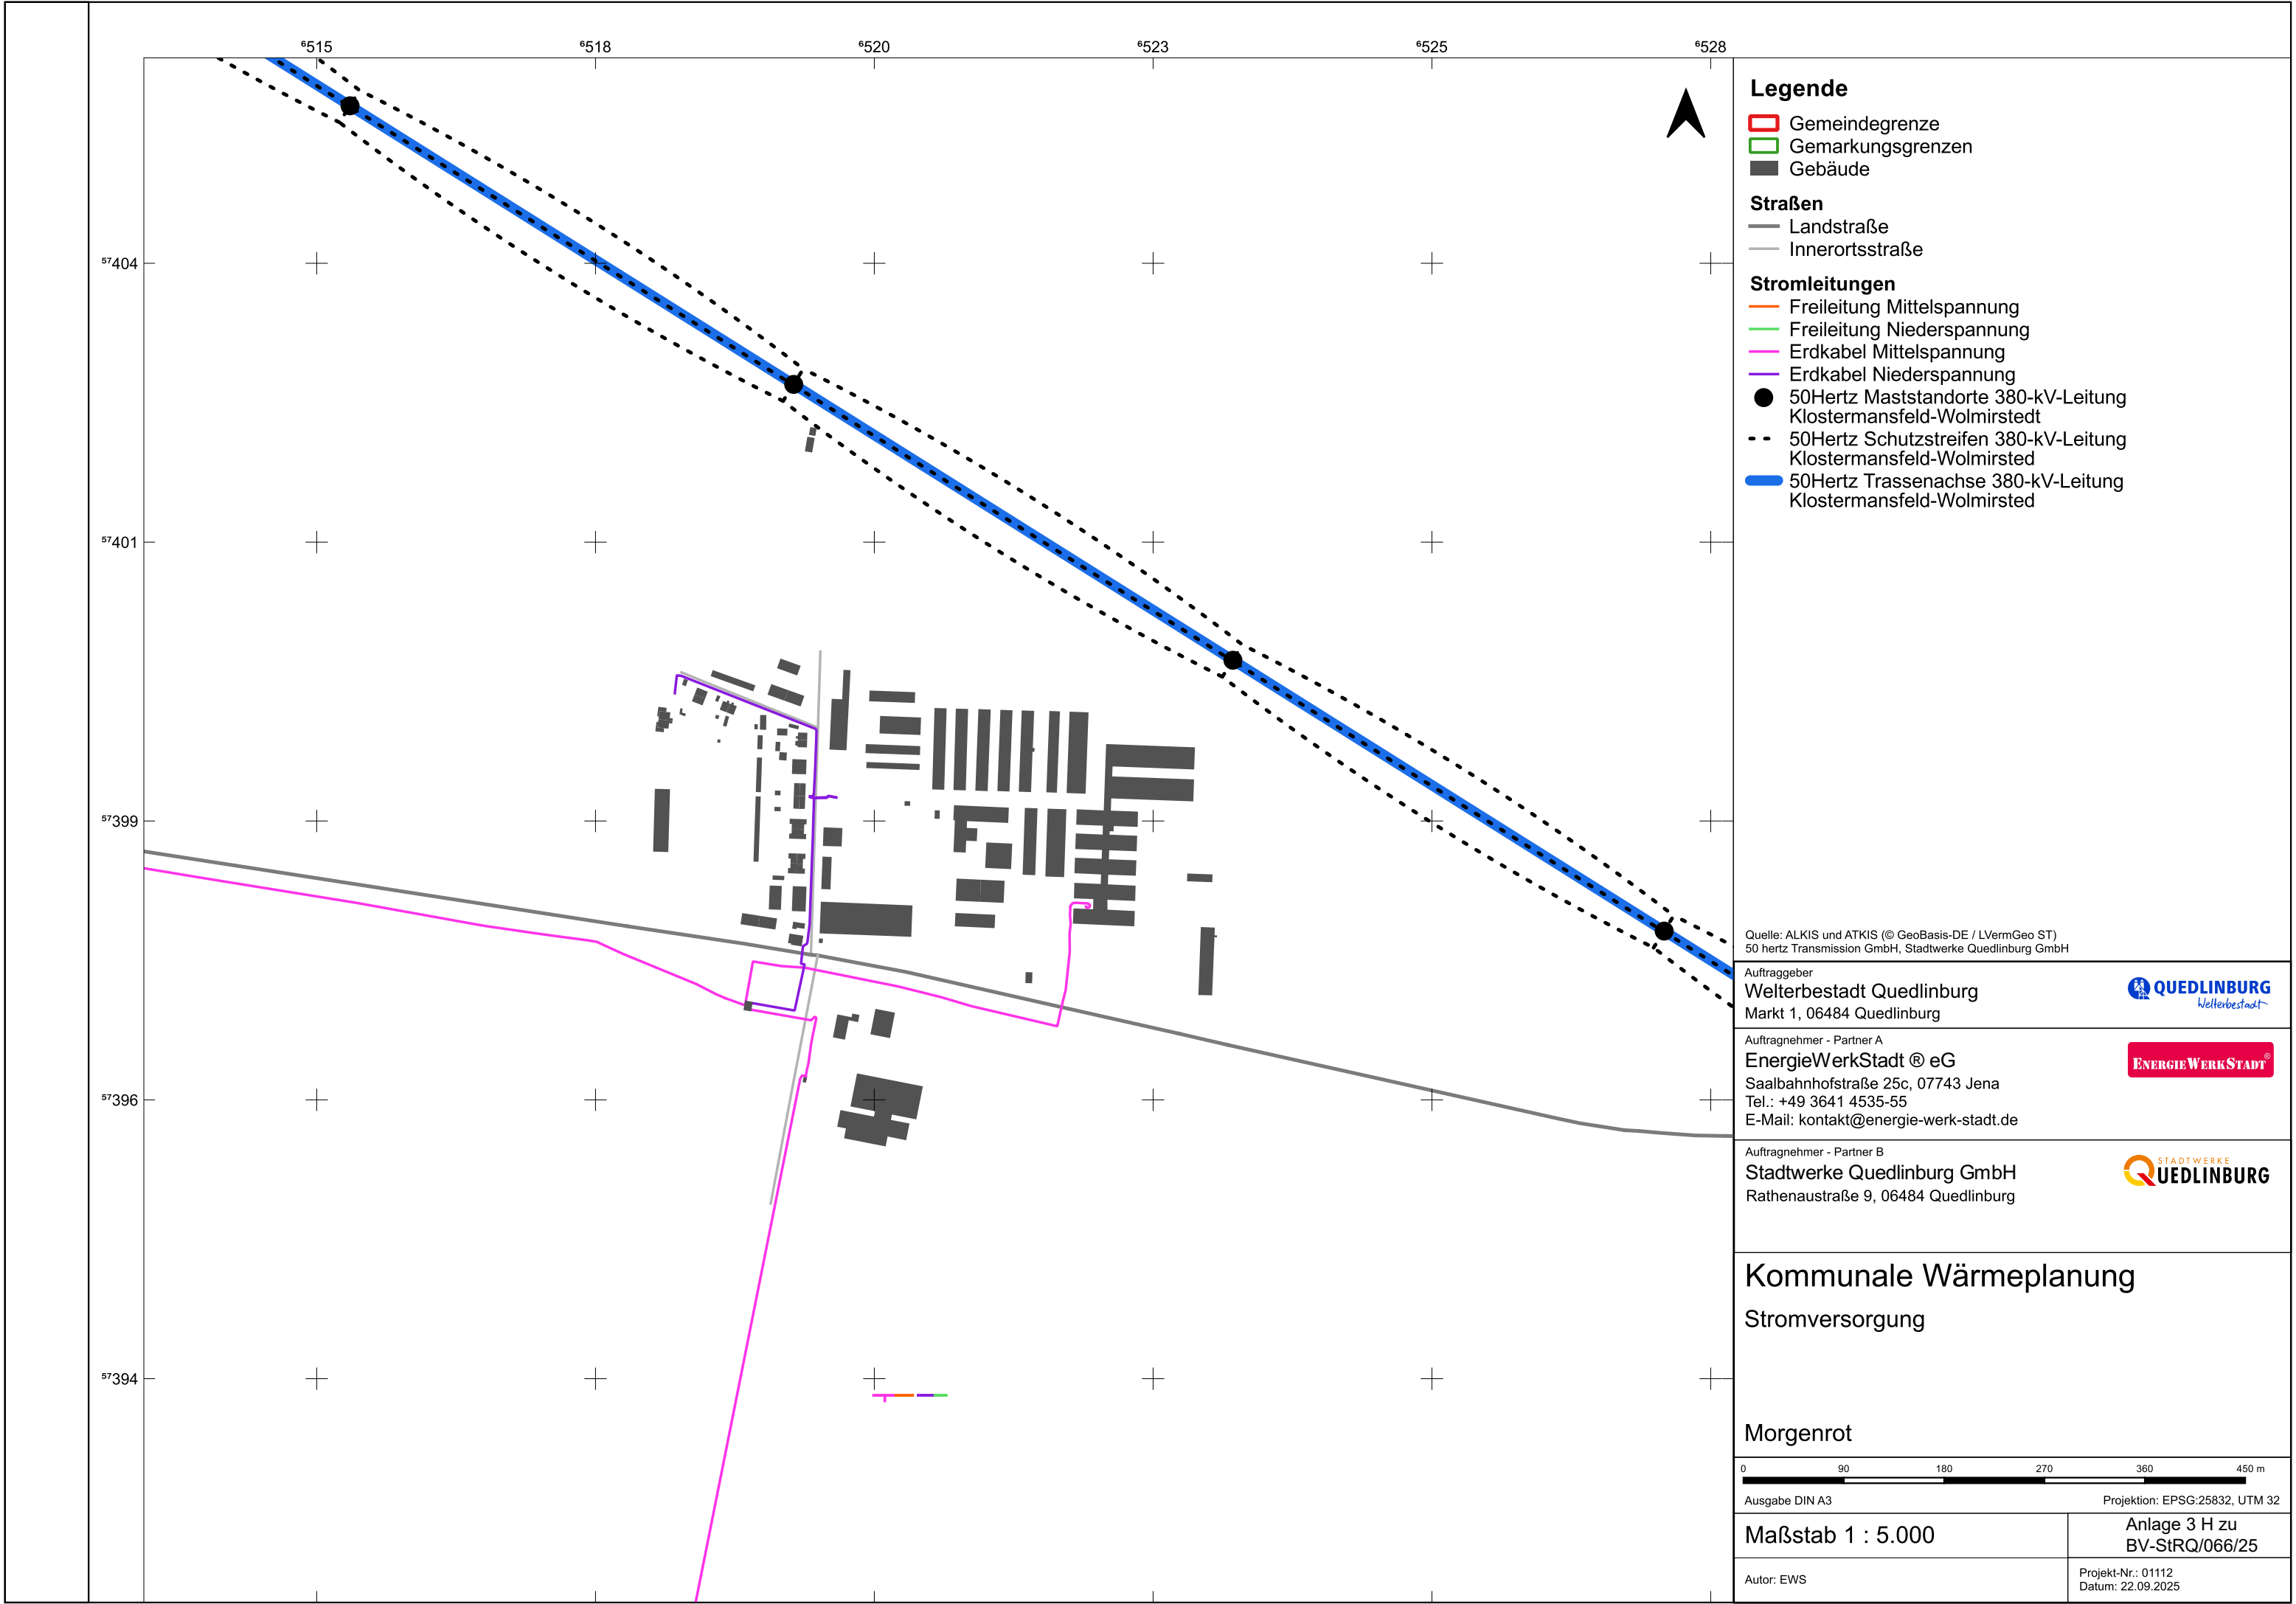 ⁶515 ⁶518 ⁶520 ⁶523 ⁶525 ⁶528
⁵⁷404
⁵⁷401
⁵⁷399
⁵⁷396
⁵⁷394
Legende
Gemeindegrenze
Gemarkungsgrenzen
Gebäude
Straßen
Landstraße
Innerortsstraße
Stromleitungen
Freileitung Mittelspannung
Freileitung Niederspannung
Erdkabel Mittelspannung
Erdkabel Niederspannung
50Hertz Maststandorte 380-kV-Leitung
Klostermansfeld-Wolmirstedt
50Hertz Schutzstreifen 380-kV-Leitung
Klostermansfeld-Wolmirsted
50Hertz Trassenachse 380-kV-Leitung
Klostermansfeld-Wolmirsted
Quelle: ALKIS und ATKIS (© GeoBasis-DE / LVermGeo ST)
50 hertz Transmission GmbH, Stadtwerke Quedlinburg GmbH
Auftraggeber
Welterbestadt Quedlinburg
Markt 1, 06484 Quedlinburg
QUEDLINBURG
Welterbestadt
Auftragnehmer - Partner A
EnergieWerkStadt ® eG
Saalbahnhofstraße 25c, 07743 Jena
Tel.: +49 3641 4535-55
E-Mail: kontakt@energie-werk-stadt.de
ENERGIEWERKSTADT®
Auftragnehmer - Partner B
Stadtwerke Quedlinburg GmbH
Rathenaustraße 9, 06484 Quedlinburg
STADTWERKE
QUEDLINBURG
Kommunale Wärmeplanung
Stromversorgung
Morgenrot
0 90 180 270 360 450 m
Ausgabe DIN A3 Projektion: EPSG:25832, UTM 32
Maßstab 1 : 5.000
Anlage 3 H zu
BV-StRQ/066/25
Autor: EWS
Projekt-Nr.: 01112
Datum: 22.09.2025